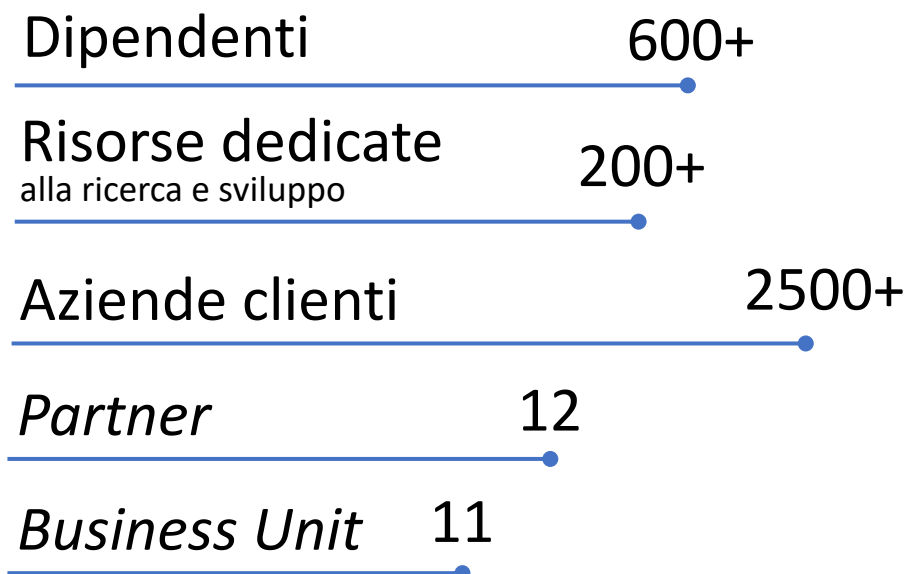 Dipendenti 600+
Risorse dedicate 200+
alla ricerca e sviluppo
Aziende clienti 2500+
Partner 12
Business Unit 11